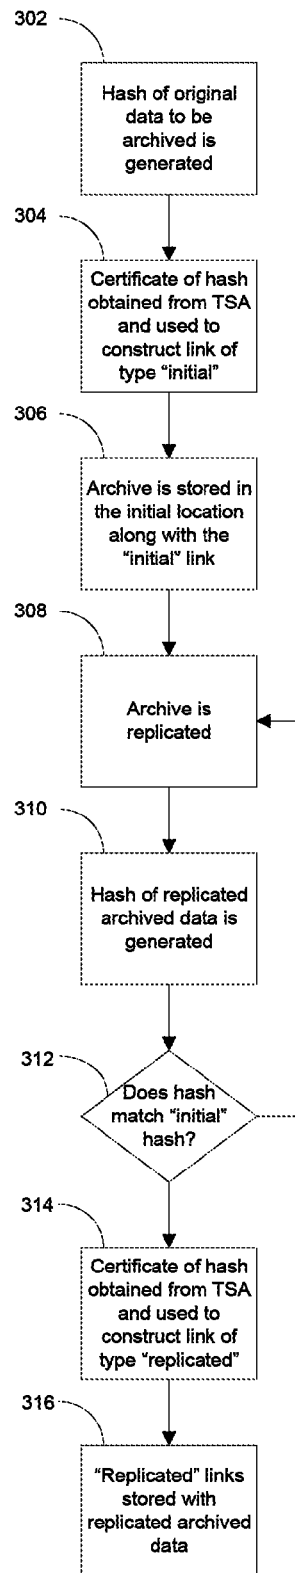 302
Hash of original
data to be
archived is
generated
304
Certificate of hash
obtained from TSA
and used to
construct link of
type “initial”
306
Archive is stored in
the initial location
along with the
“initial” link
308
Archive is
replicated
310
Hash of replicated
archived data is
generated
312
Does hash
match “initial”
hash?
314
Certificate of hash
obtained from TSA
and used to
construct link of
type “replicated”
316
“Replicated” links
stored with
replicated archived
data